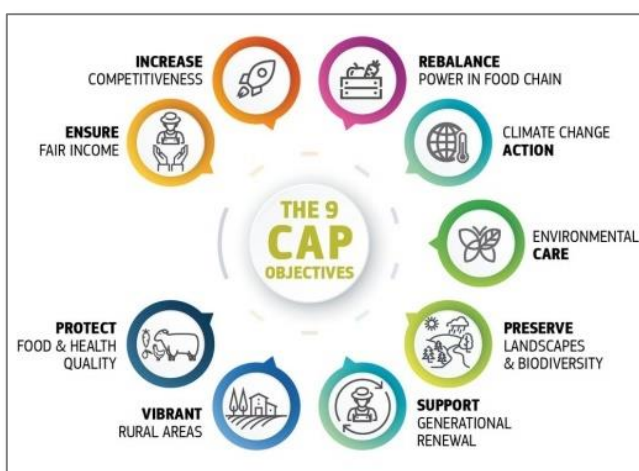 THE 9
CAP
OBJECTIVES
ENSURE
FAIR INCOME
INCREASE
COMPETITIVENESS
REBALANCE
POWER IN FOOD CHAIN
CLIMATE CHANGE
ACTION
ENVIRONMENTAL
CARE
PRESERVE
LANDSCAPES
& BIODIVERSITY
SUPPORT
GENERATIONAL
RENEWAL
VIBRANT
RURAL AREAS
PROTECT
FOOD & HEALTH
QUALITY